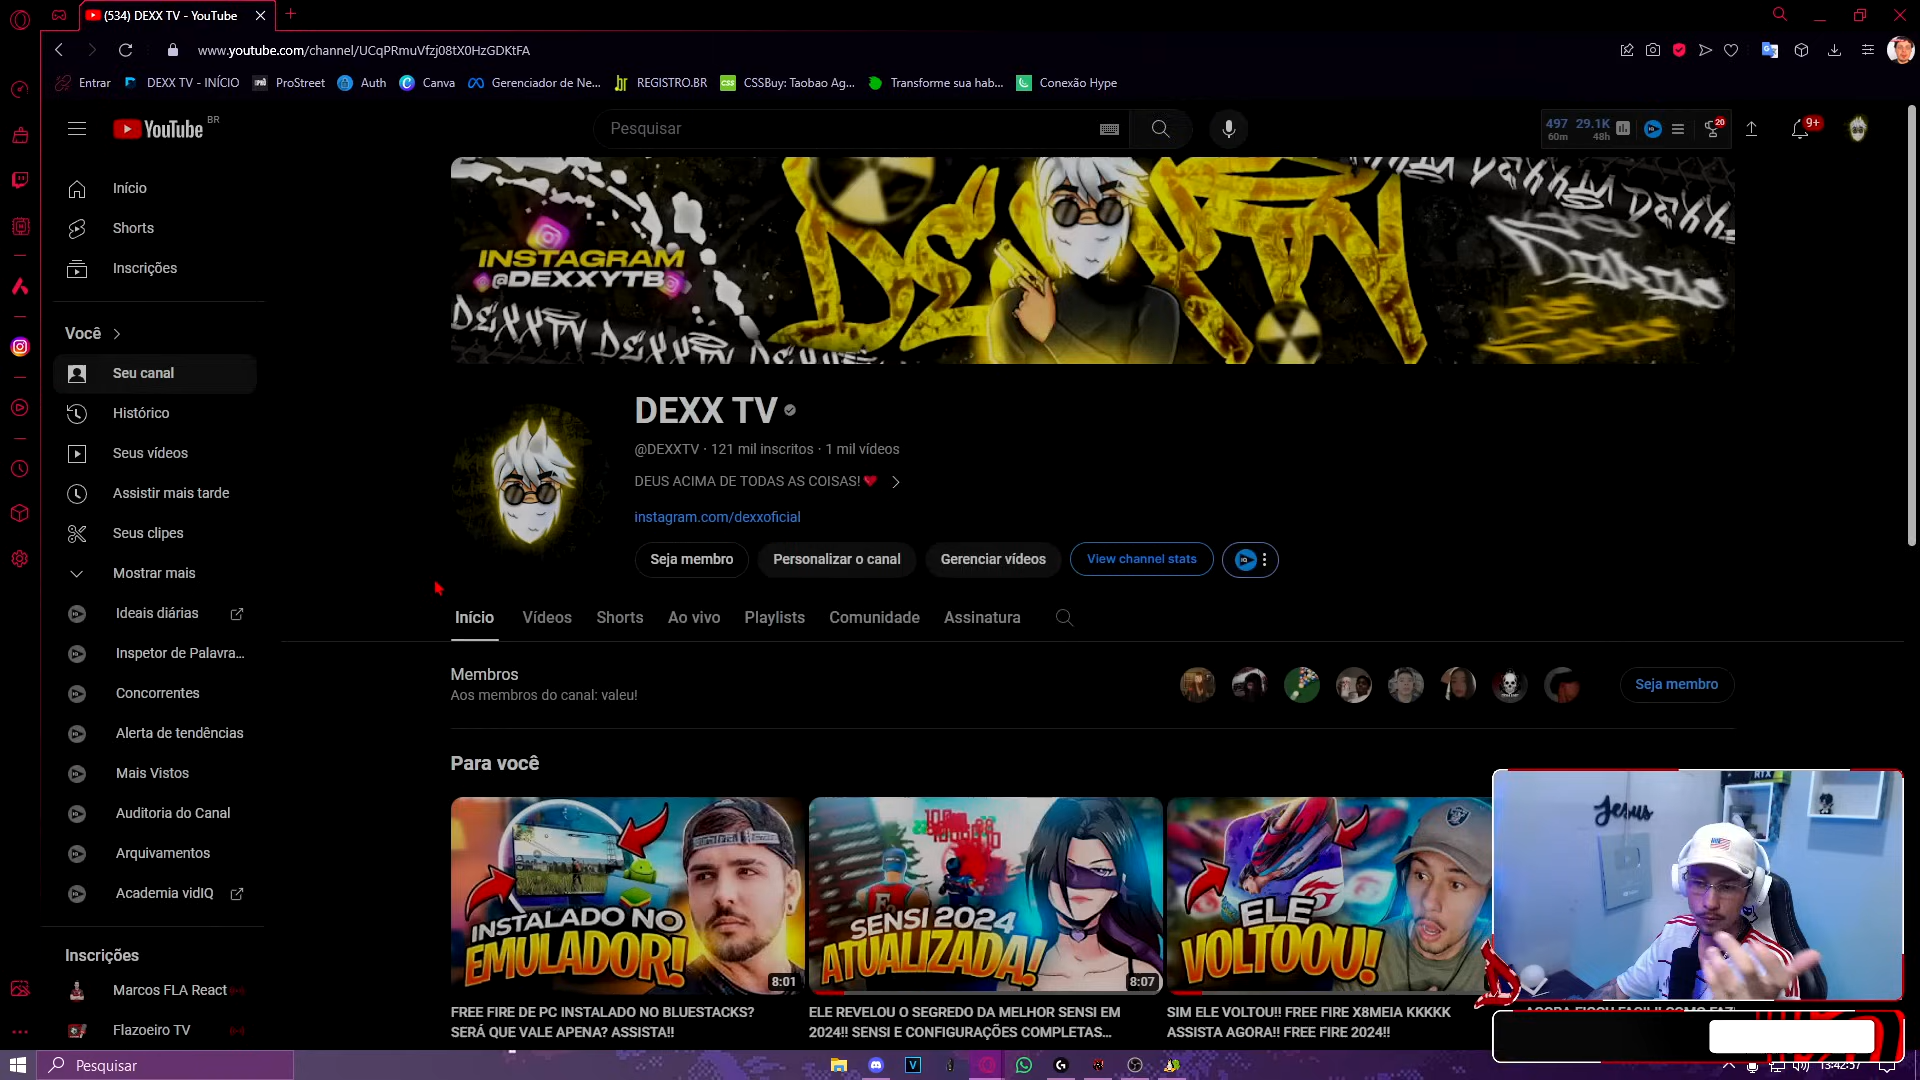 (534) DEXX TV - YouTube
www.youtube.com/channel/UCqPRmuVfzj08tX0HzGDKtFA
Entrar
DEXX TV - INÍCIO
ProStreet
Auth
Canva
Gerenciador de Ne...
REGISTRO.BR
CSSBuy: Taobao Ag...
Transforme sua hab...
Conexão Hype
YouTube BR
Pesquisar
497 29.1K
60m 48h
20
9+
Início
Shorts
Inscrições
Você
Seu canal
Histórico
Seus vídeos
Assistir mais tarde
Seus clipes
Mostrar mais
Ideais diárias
Inspetor de Palavra...
Concorrentes
Alerta de tendências
Mais Vistos
Auditoria do Canal
Arquivamentos
Academia vidIQ
Inscrições
Marcos FLA React
Flazoeiro TV
INSTAGRAM
@DEXXYTB
DEXXTV
DIARIAS
DEXX TV
@DEXXTV · 121 mil inscritos · 1 mil vídeos
DEUS ACIMA DE TODAS AS COISAS!❤️
instagram.com/dexxoficial
Seja membro
Personalizar o canal
Gerenciar vídeos
View channel stats
Início
Vídeos
Shorts
Ao vivo
Playlists
Comunidade
Assinatura
Membros
Aos membros do canal: valeu!
Seja membro
Para você
INSTALADO NO
EMULADOR!
8:01
SENSI 2024
ATUALIZADA!
8:07
ELE
VOLTOOU!
FREE FIRE DE PC INSTALADO NO BLUESTACKS?
SERÁ QUE VALE APENA? ASSISTA!!
ELE REVELOU O SEGREDO DA MELHOR SENSI EM
2024!! SENSI E CONFIGURAÇÕES COMPLETAS...
SIM ELE VOLTOU!! FREE FIRE X8MEIA KKKKK
ASSISTA AGORA!! FREE FIRE 2024!!
RTX
Jesus
Pesquisar
13:42:57